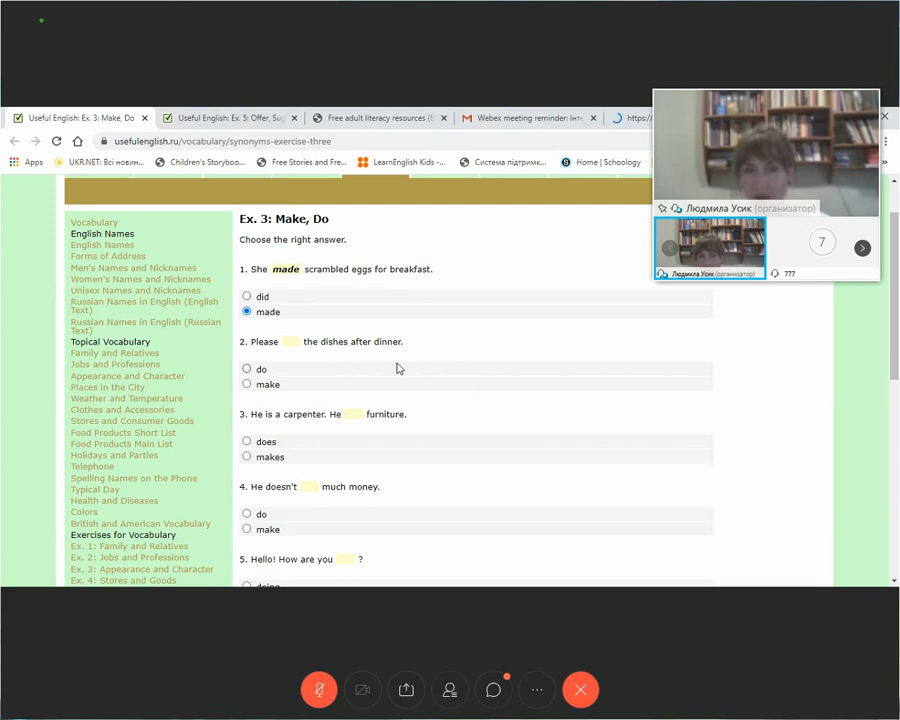 Useful English: Ex. 3: Make, Do
Useful English: Ex. 5: Offer, Sug
Free adult literacy resources (
Webex meeting reminder: Інте
https:/
usefulenglish.ru/vocabulary/synonyms-exercise-three
Apps
UKR.NET: Всі новин...
Children's Storyboo...
Free Stories and Fre...
LearnEnglish Kids -...
Система підтримк...
Home | Schoology
Людмила Усик (організатор)
7
Людмила Усик (організатор)
777
Vocabulary
English Names
English Names
Forms of Address
Men's Names and Nicknames
Women's Names and Nicknames
Unisex Names and Nicknames
Russian Names in English (English
Text)
Russian Names in English (Russian
Text)
Topical Vocabulary
Family and Relatives
Jobs and Professions
Appearance and Character
Places in the City
Weather and Temperature
Clothes and Accessories
Stores and Consumer Goods
Food Products Short List
Food Products Main List
Holidays and Parties
Telephone
Spelling Names on the Phone
Typical Day
Health and Diseases
Colors
British and American Vocabulary
Exercises for Vocabulary
Ex. 1: Family and Relatives
Ex. 2: Jobs and Professions
Ex. 3: Appearance and Character
Ex. 4: Stores and Goods
Ex. 3: Make, Do
Choose the right answer.
1. She made scrambled eggs for breakfast.
did
made
2. Please the dishes after dinner.
do
make
3. He is a carpenter. He furniture.
does
makes
4. He doesn't much money.
do
make
5. Hello! How are you ?
doing